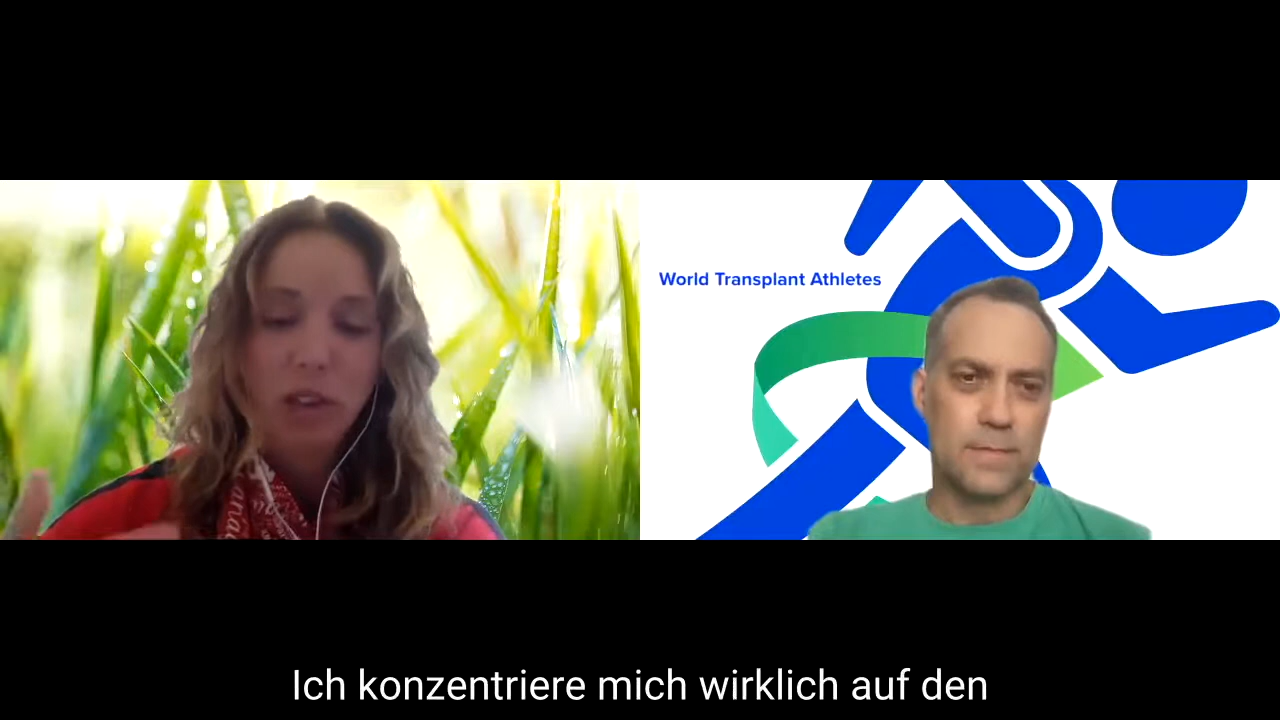 World Transplant Athletes
Ich konzentriere mich wirklich auf den